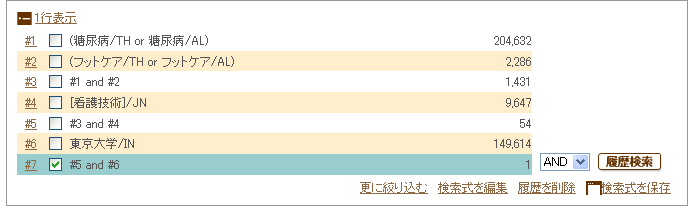 1行表示
#1 (糖尿病/TH or 糖尿病/AL) 204,632
#2 (フットケア/TH or フットケア/AL) 2,286
#3 #1 and #2 1,431
#4 [看護技術]/JN 9,647
#5 #3 and #4 54
#6 東京大学/IN 149,614
#7 #5 and #6 1 AND 履歴検索
更に絞り込む 検索式を編集 履歴を削除 検索式を保存